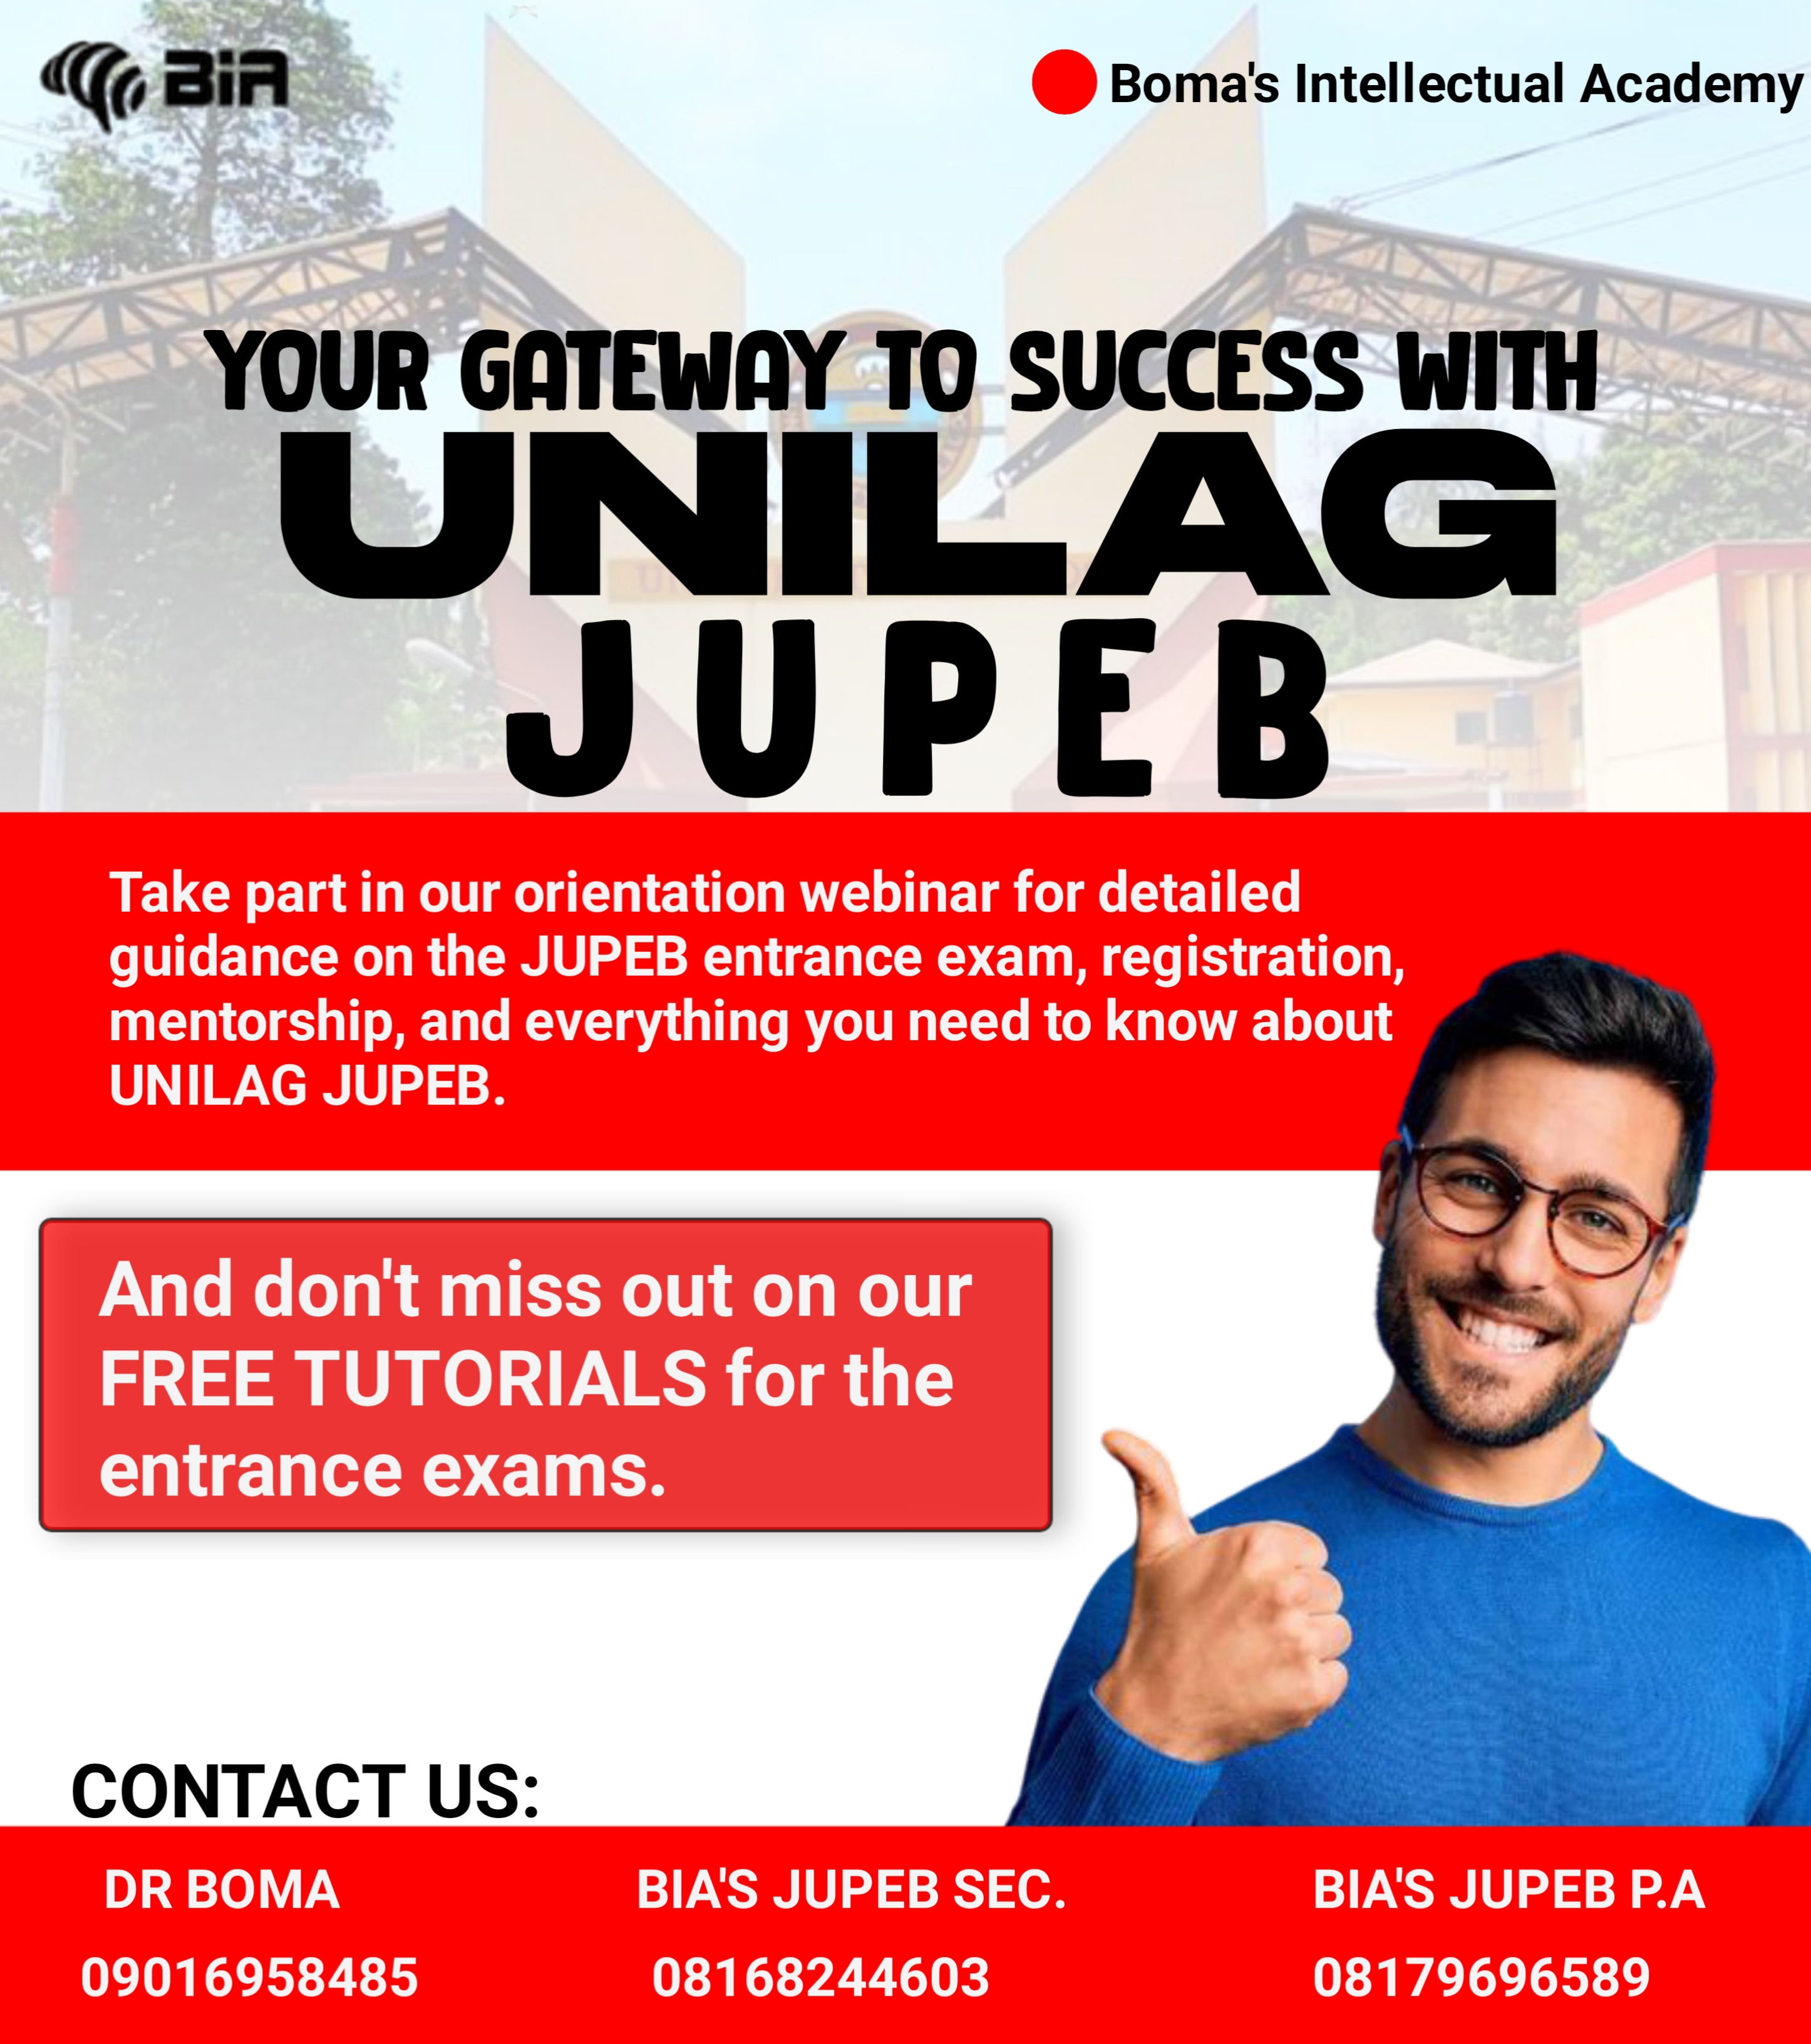 BiA
Boma's Intellectual Academy
YOUR GATEWAY TO SUCCESS WITH
UNILAG
JUPEB
Take part in our orientation webinar for detailed
guidance on the JUPEB entrance exam, registration,
mentorship, and everything you need to know about
UNILAG JUPEB.
And don't miss out on our
FREE TUTORIALS for the
entrance exams.
CONTACT US:
DR BOMA
09016958485
BIA'S JUPEB SEC.
08168244603
BIA'S JUPEB P.A
08179696589